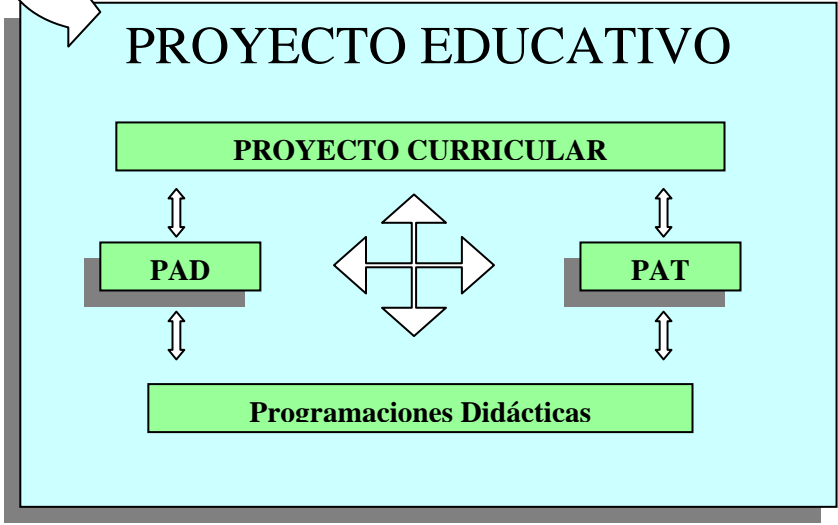 PROYECTO EDUCATIVO
PROYECTO CURRICULAR
PAD
PAT
Programaciones Didácticas